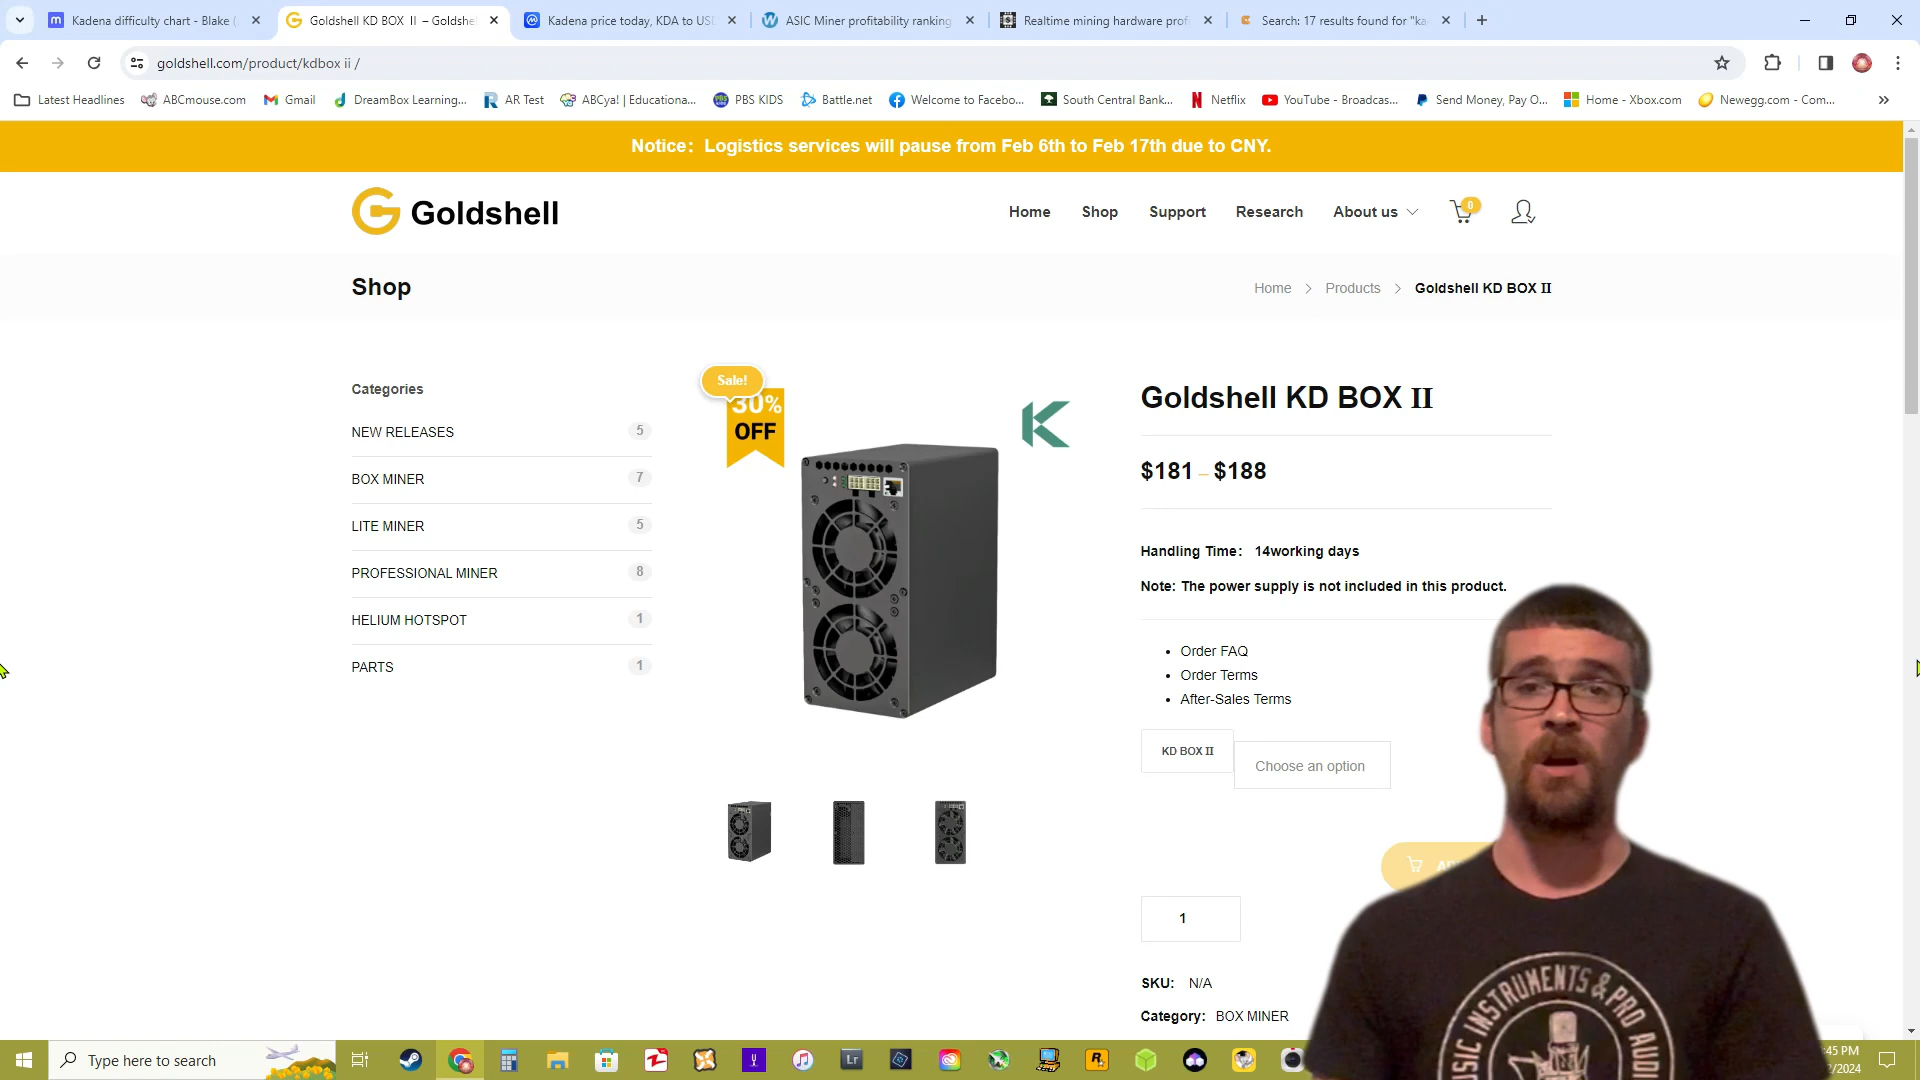 Kadena difficulty chart - Blake (
Goldshell KD BOX Ⅱ – Goldshe
Kadena price today, KDA to US
ASIC Miner profitability ranking
Realtime mining hardware prof
Search: 17 results found for "ka
goldshell.com/product/kdbox ii /
Latest Headlines
ABCmouse.com
Gmail
DreamBox Learning...
AR Test
ABCya! | Educationa...
PBS KIDS
Battle.net
Welcome to Facebo...
South Central Bank...
Netflix
YouTube - Broadcas...
Send Money, Pay O...
Home - Xbox.com
Newegg.com - Com...
Notice：Logistics services will pause from Feb 6th to Feb 17th due to CNY.
Goldshell
Home
Shop
Support
Research
About us
0
Shop
Home
Products
Goldshell KD BOX Ⅱ
Categories
NEW RELEASES 5
BOX MINER 7
LITE MINER 5
PROFESSIONAL MINER 8
HELIUM HOTSPOT 1
PARTS 1
Sale!
30%
OFF
Goldshell KD BOX Ⅱ
$181 – $188
Handling Time： 14working days
Note: The power supply is not included in this product.
Order FAQ
Order Terms
After-Sales Terms
KD BOX Ⅱ
Choose an option
1
SKU: N/A
Category: BOX MINER
Type here to search
Lr
:45 PM
/2024
INSTRUMENTS & PRO AUDIO